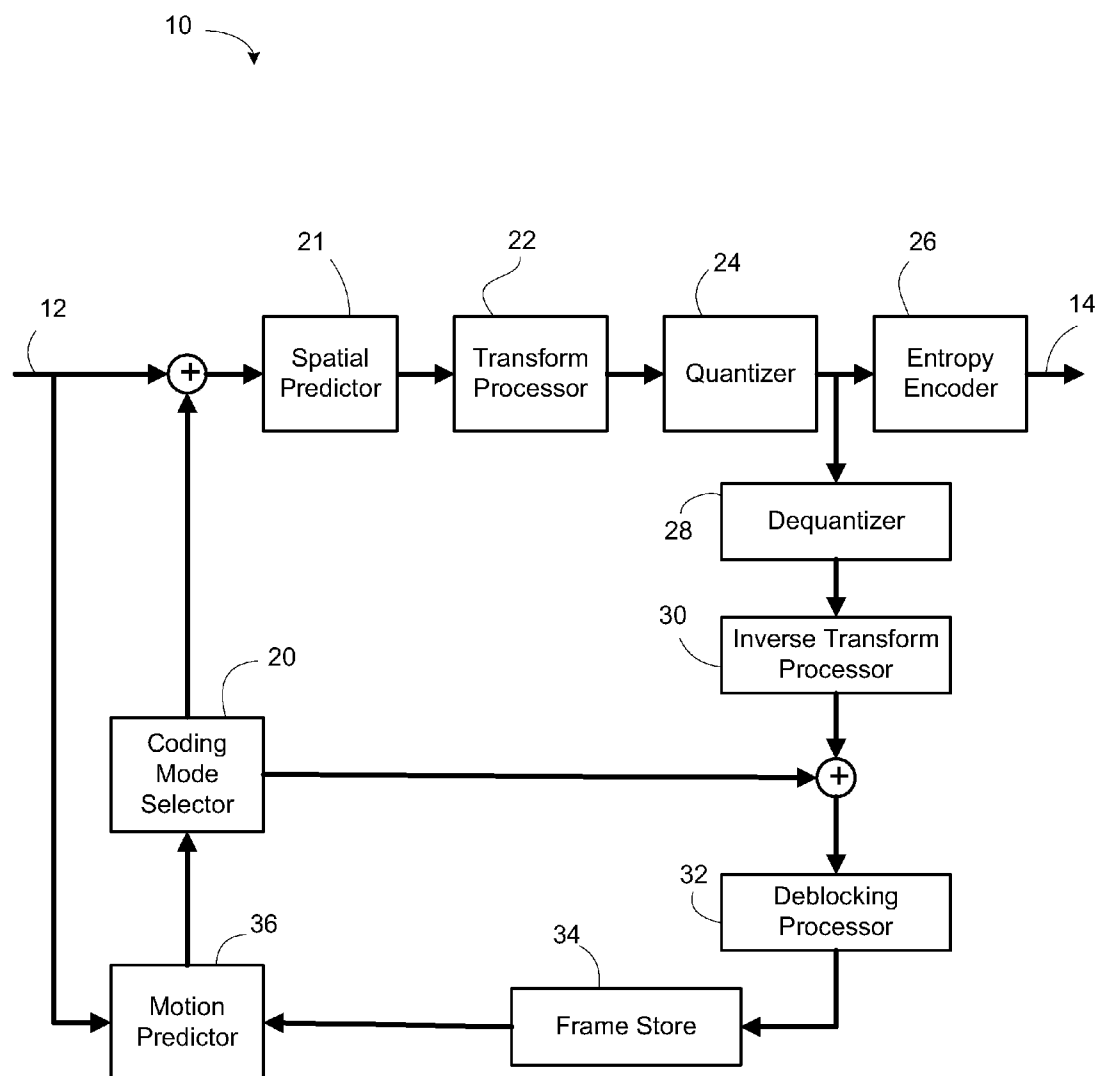 10
12
21
22
24
26
14
Spatial
Predictor
Transform
Processor
Quantizer
Entropy
Encoder
+
28
Dequantizer
30
Inverse Transform
Processor
20
Coding
Mode
Selector
+
32
Deblocking
Processor
36
34
Motion
Predictor
Frame Store